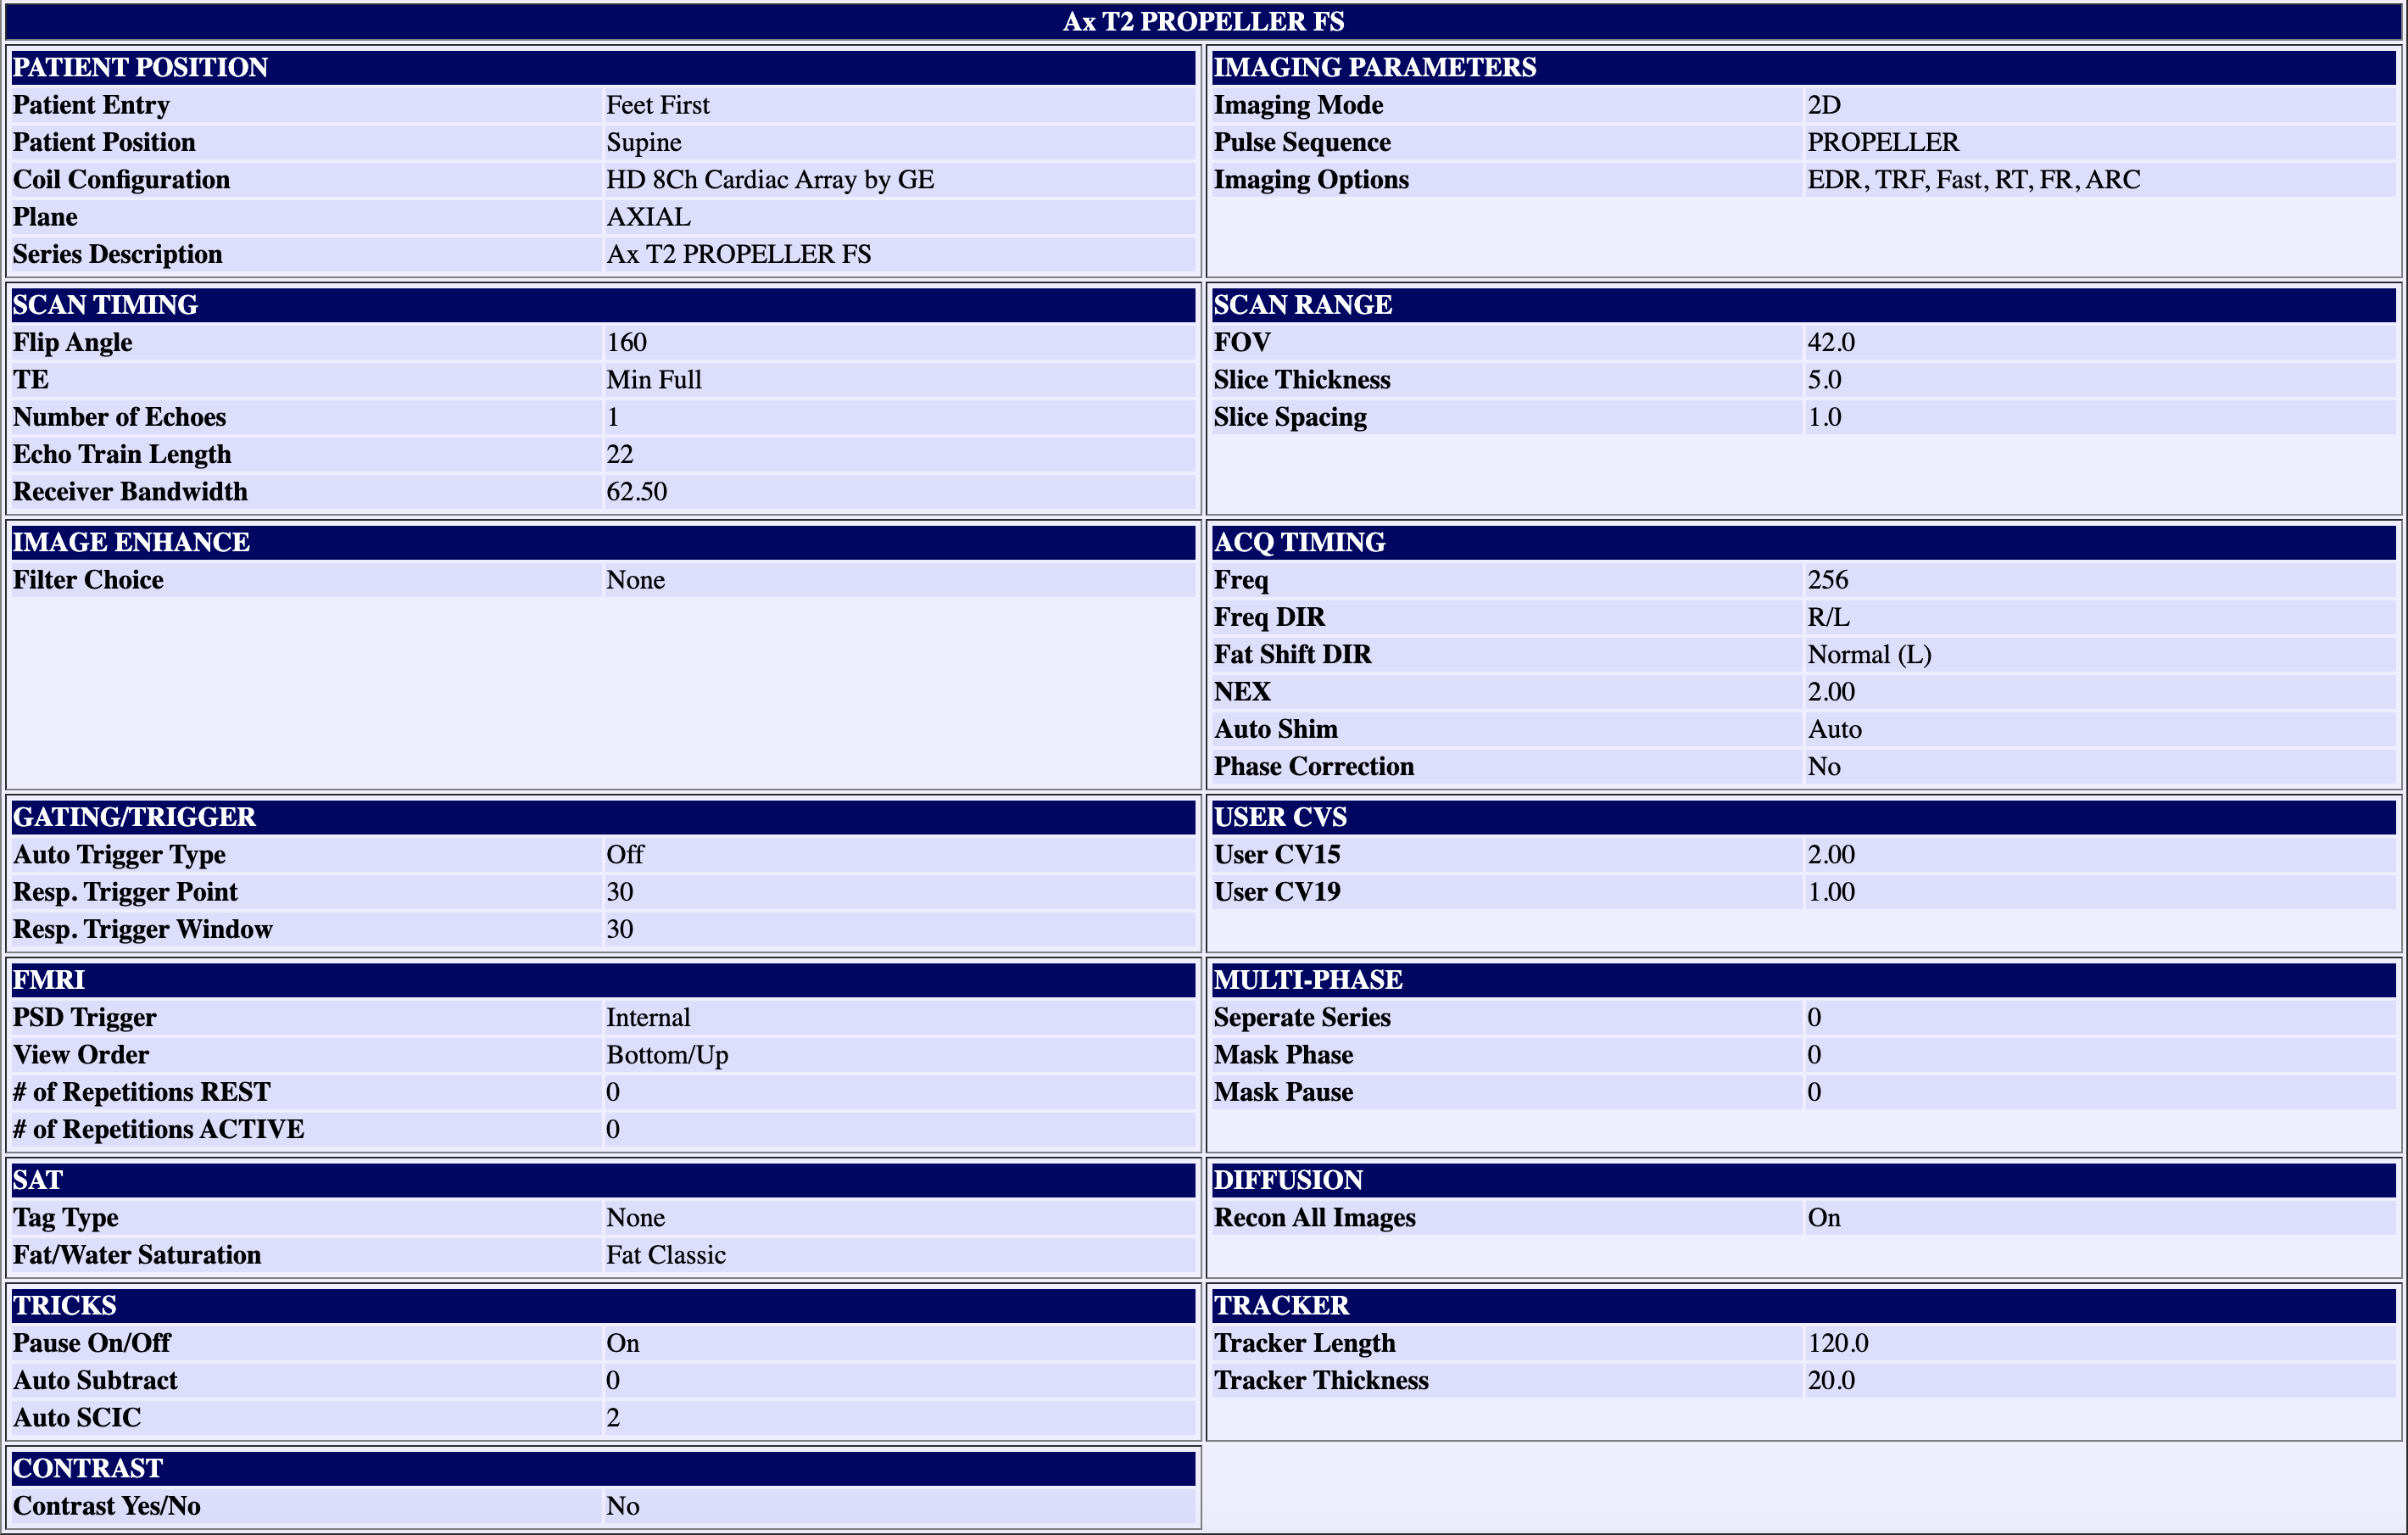 Ax T2 PROPELLER FS
PATIENT POSITION
Patient Entry Feet First
Patient Position Supine
Coil Configuration HD 8Ch Cardiac Array by GE
Plane AXIAL
Series Description Ax T2 PROPELLER FS
IMAGING PARAMETERS
Imaging Mode 2D
Pulse Sequence PROPELLER
Imaging Options EDR, TRF, Fast, RT, FR, ARC
SCAN TIMING
Flip Angle 160
TE Min Full
Number of Echoes 1
Echo Train Length 22
Receiver Bandwidth 62.50
SCAN RANGE
FOV 42.0
Slice Thickness 5.0
Slice Spacing 1.0
IMAGE ENHANCE
Filter Choice None
ACQ TIMING
Freq 256
Freq DIR R/L
Fat Shift DIR Normal (L)
NEX 2.00
Auto Shim Auto
Phase Correction No
GATING/TRIGGER
Auto Trigger Type Off
Resp. Trigger Point 30
Resp. Trigger Window 30
USER CVS
User CV15 2.00
User CV19 1.00
FMRI
PSD Trigger Internal
View Order Bottom/Up
# of Repetitions REST 0
# of Repetitions ACTIVE 0
MULTI-PHASE
Seperate Series 0
Mask Phase 0
Mask Pause 0
SAT
Tag Type None
Fat/Water Saturation Fat Classic
DIFFUSION
Recon All Images On
TRICKS
Pause On/Off On
Auto Subtract 0
Auto SCIC 2
TRACKER
Tracker Length 120.0
Tracker Thickness 20.0
CONTRAST
Contrast Yes/No No